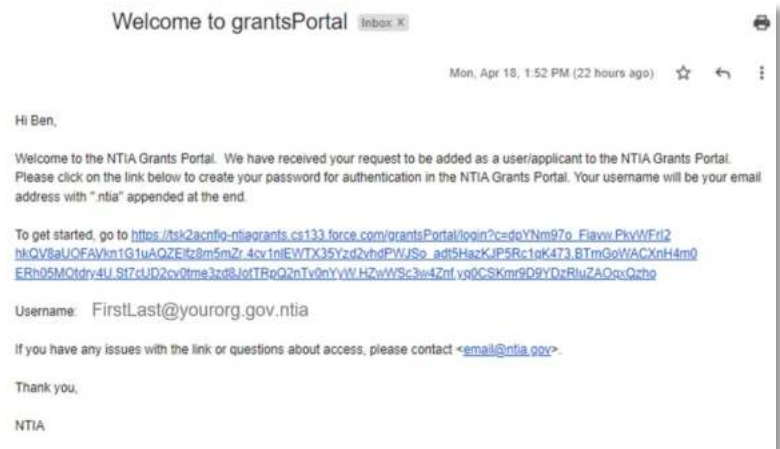 Welcome to grantsPortal Inbox x
Mon, Apr 18, 1:52 PM (22 hours ago)
Hi Ben,
Welcome to the NTIA Grants Portal. We have received your request to be added as a user/applicant to the NTIA Grants Portal.
Please click on the link below to create your password for authentication in the NTIA Grants Portal. Your username will be your email
address with ".ntia" appended at the end.
To get started, go to
Username: FirstLast@yourorg.gov.ntia
If you have any issues with the link or questions about access, please contact <email@ntia.gov>.
Thank you,
NTIA